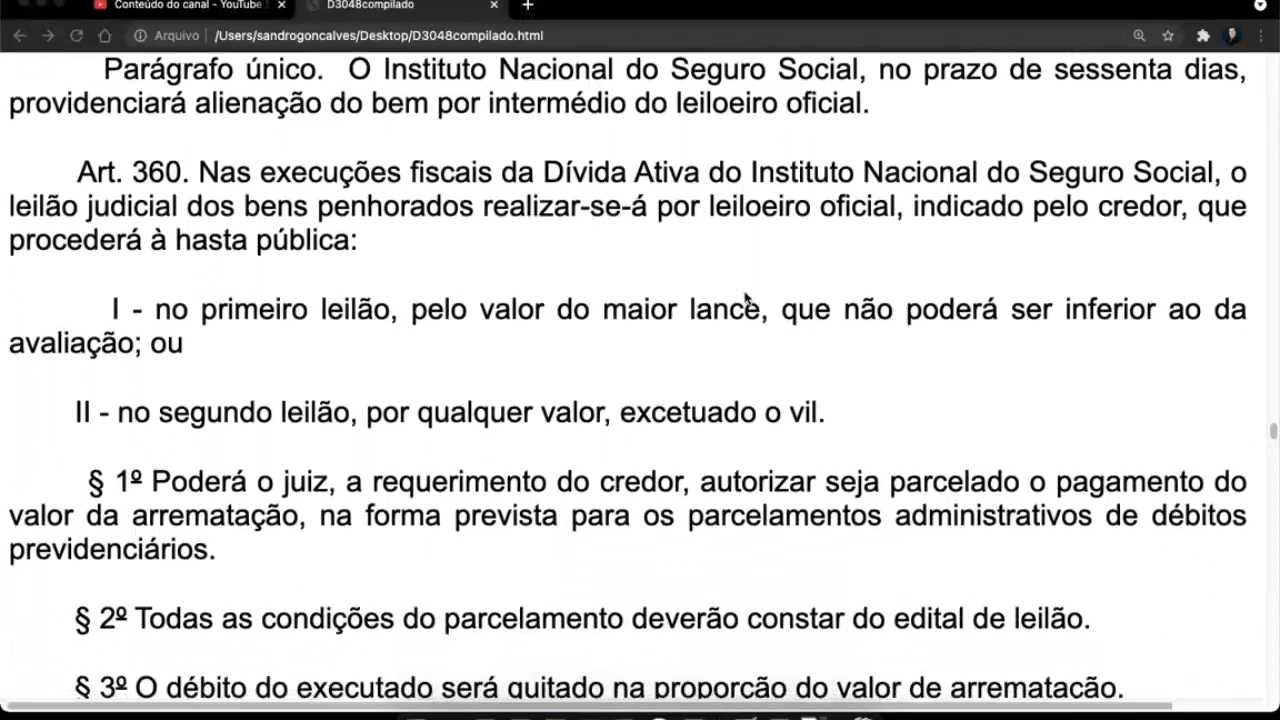 Conteúdo do canal - YouTube
D3048compilado
Arquivo | /Users/sandrogoncalves/Desktop/D3048compilado.html
Parágrafo único. O Instituto Nacional do Seguro Social, no prazo de sessenta dias,
providenciará alienação do bem por intermédio do leiloeiro oficial.
Art. 360. Nas execuções fiscais da Dívida Ativa do Instituto Nacional do Seguro Social, o
leilão judicial dos bens penhorados realizar-se-á por leiloeiro oficial, indicado pelo credor, que
procederá à hasta pública:
I - no primeiro leilão, pelo valor do maior lance, que não poderá ser inferior ao da
avaliação; ou
II - no segundo leilão, por qualquer valor, excetuado o vil.
§ 1º Poderá o juiz, a requerimento do credor, autorizar seja parcelado o pagamento do
valor da arrematação, na forma prevista para os parcelamentos administrativos de débitos
previdenciários.
§ 2º Todas as condições do parcelamento deverão constar do edital de leilão.
§ 3º O débito do executado será quitado na proporção do valor de arrematação.